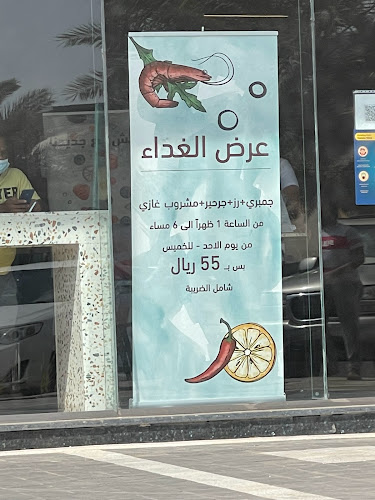 عرض الغداء
جمبري+رز+جرجير+مشروب غازي
من الساعة 1 ظهراً الى 6 مساء
من يوم الاحد - للخميس
بس بـ 55 ريال
شامل الضريبة